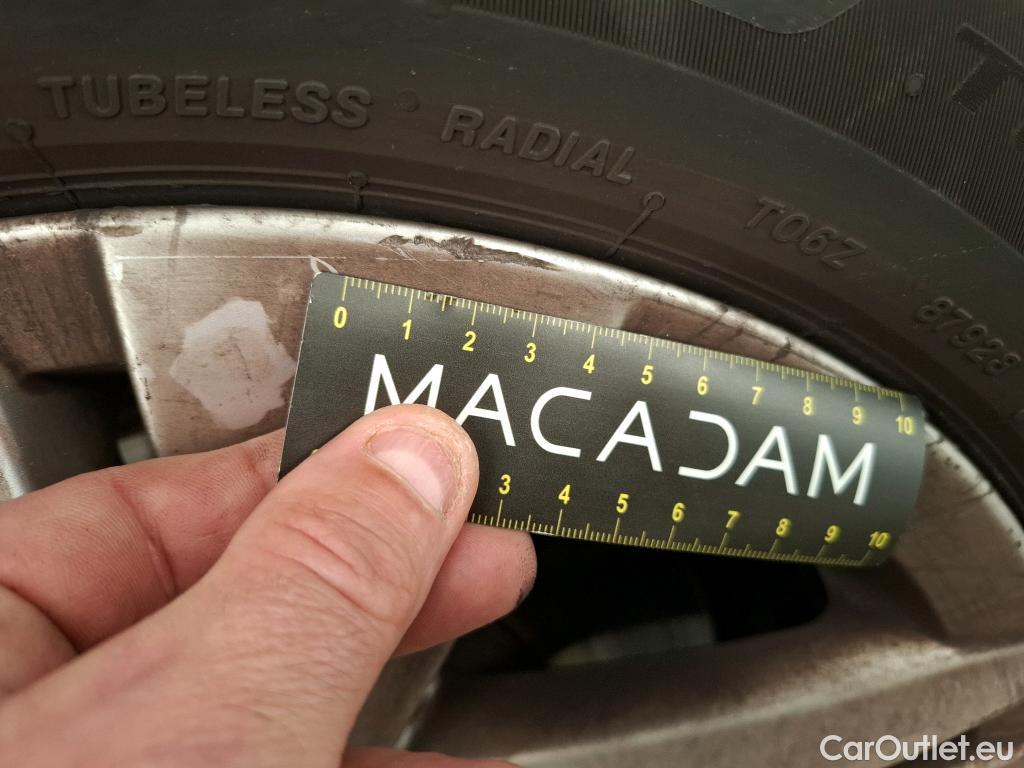 TUBELESS RADIAL
T06Z
87928
0 1 2 3 4 5 6 7 8 9 10
MACADAM
3 4 5 6 7 8 9 10
CarOutlet.eu